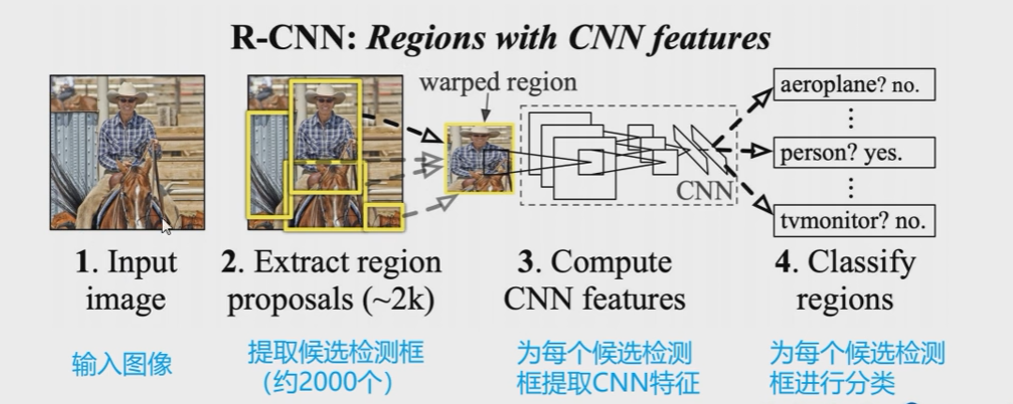 R-CNN: Regions with CNN features
warped region
aeroplane? no.
person? yes.
tvmonitor? no.
CNN
1. Input
image
2. Extract region
proposals (~2k)
3. Compute
CNN features
4. Classify
regions
输入图像
提取候选检测框
（约2000个）
为每个候选检测
框提取CNN特征
为每个候选检测
框进行分类